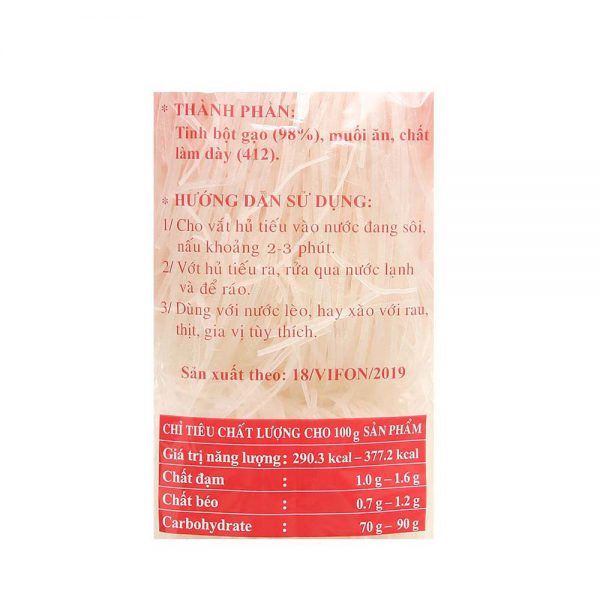 * THÀNH PHẦN:
Tinh bột gạo (98%), muối ăn, chất
làm dày (412).
* HƯỚNG DẪN SỬ DỤNG:
1/ Cho vắt hủ tiếu vào nước đang sôi,
nấu khoảng 2-3 phút.
2/ Vớt hủ tiếu ra, rửa qua nước lạnh
và để ráo.
3/ Dùng với nước lèo, hay xào với rau,
thịt, gia vị tùy thích.
Sản xuất theo: 18/VIFON/2019
CHỈ TIÊU CHẤT LƯỢNG CHO 100g SẢN PHẨM
Giá trị năng lượng: 290.3 kcal – 377.2 kcal
Chất đạm : 1.0 g – 1.6 g
Chất béo : 0.7 g – 1.2 g
Carbohydrate : 70 g – 90 g